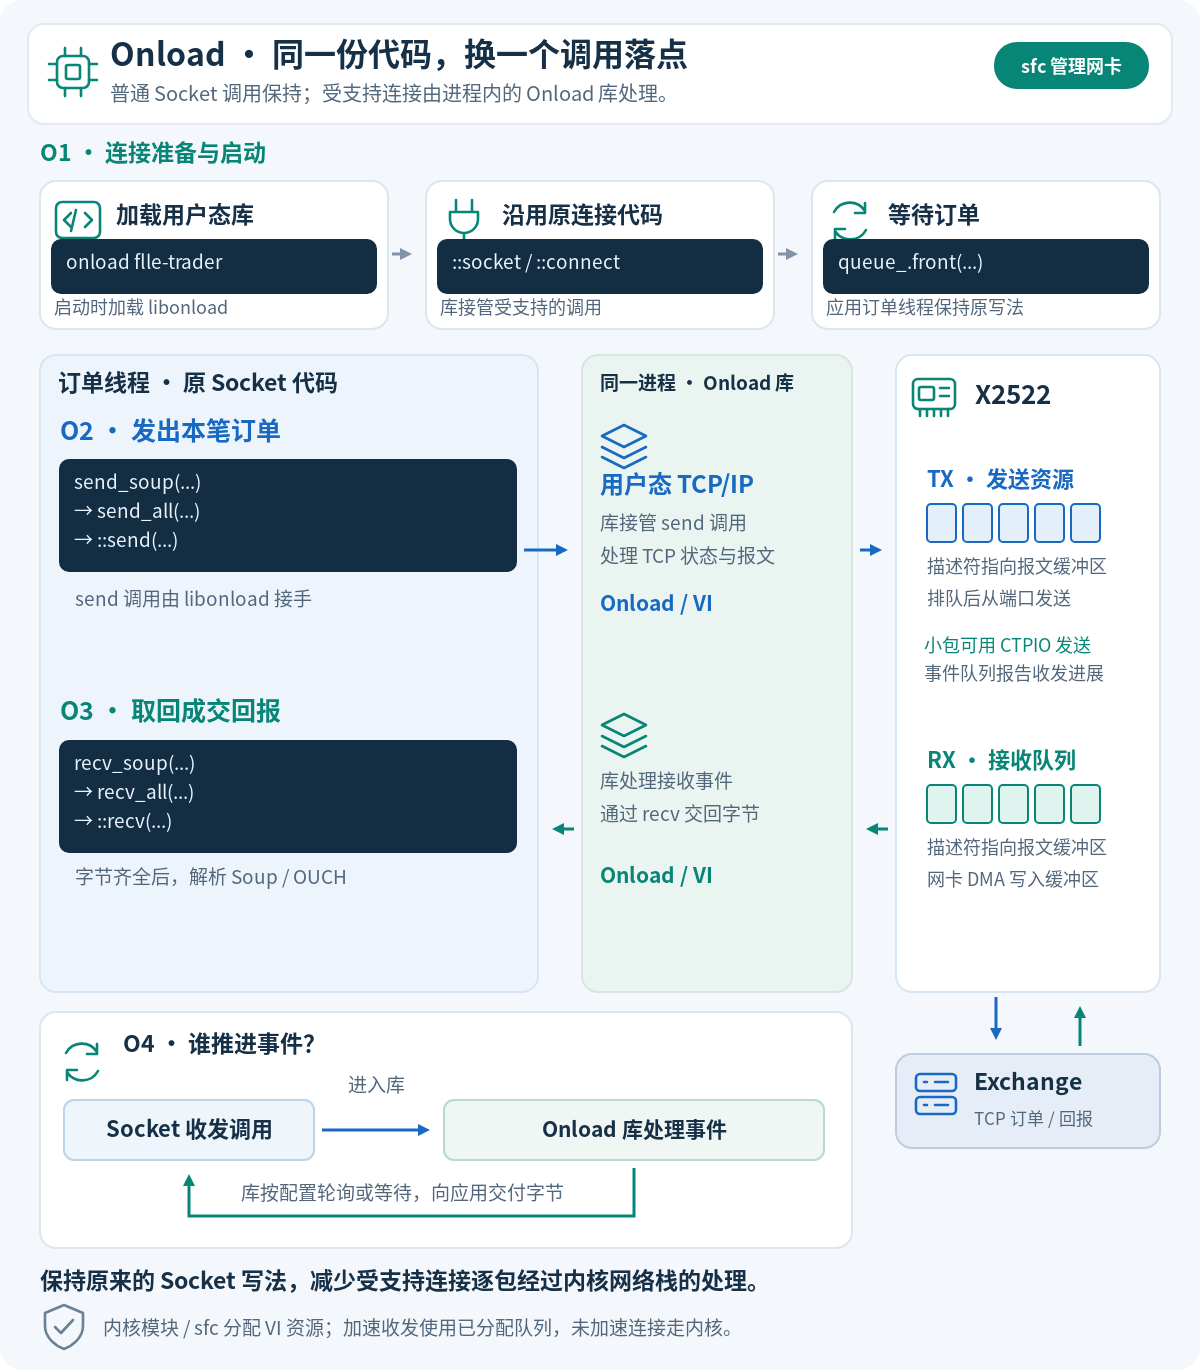 Onload · 同一份代码，换一个调用落点
普通 Socket 调用保持；受支持连接由进程内的 Onload 库处理。
sfc 管理网卡
O1 · 连接准备与启动
加载用户态库
onload flle-trader
启动时加载 libonload
沿用原连接代码
::socket / ::connect
库接管受支持的调用
等待订单
queue_.front(...)
应用订单线程保持原写法
订单线程 · 原 Socket 代码
O2 · 发出本笔订单
send_soup(...)
→ send_all(...)
→ ::send(...)
send 调用由 libonload 接手
O3 · 取回成交回报
recv_soup(...)
→ recv_all(...)
→ ::recv(...)
字节齐全后，解析 Soup / OUCH
同一进程 · Onload 库
用户态 TCP/IP
库接管 send 调用
处理 TCP 状态与报文
Onload / VI
库处理接收事件
通过 recv 交回字节
Onload / VI
X2522
TX · 发送资源
描述符指向报文缓冲区
排队后从端口发送
小包可用 CTPIO 发送
事件队列报告收发进展
RX · 接收队列
描述符指向报文缓冲区
网卡 DMA 写入缓冲区
O4 · 谁推进事件？
进入库
Socket 收发调用
Onload 库处理事件
库按配置轮询或等待，向应用交付字节
Exchange
TCP 订单 / 回报
保持原来的 Socket 写法，减少受支持连接逐包经过内核网络栈的处理。
内核模块 / sfc 分配 VI 资源；加速收发使用已分配队列，未加速连接走内核。